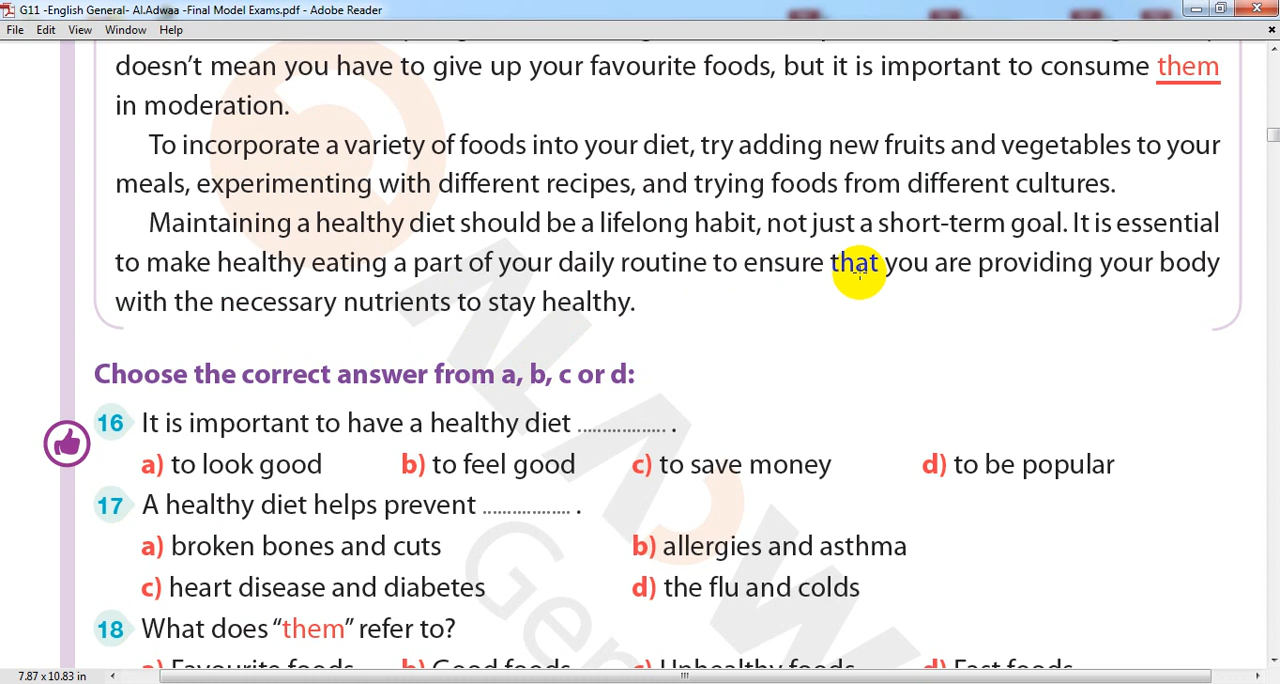 G11 -English General- Al.Adwaa -Final Model Exams.pdf - Adobe Reader
File Edit View Window Help
doesn't mean you have to give up your favourite foods, but it is important to consume them
in moderation.
To incorporate a variety of foods into your diet, try adding new fruits and vegetables to your
meals, experimenting with different recipes, and trying foods from different cultures.
Maintaining a healthy diet should be a lifelong habit, not just a short-term goal. It is essential
to make healthy eating a part of your daily routine to ensure that you are providing your body
with the necessary nutrients to stay healthy.
Choose the correct answer from a, b, c or d:
16 It is important to have a healthy diet .................. .
a) to look good b) to feel good c) to save money d) to be popular
17 A healthy diet helps prevent .................. .
a) broken bones and cuts b) allergies and asthma
c) heart disease and diabetes d) the flu and colds
18 What does "them" refer to?
a) Favourite foods b) Good foods c) Unhealthy foods d) Fast foods
7.87 x 10.83 in